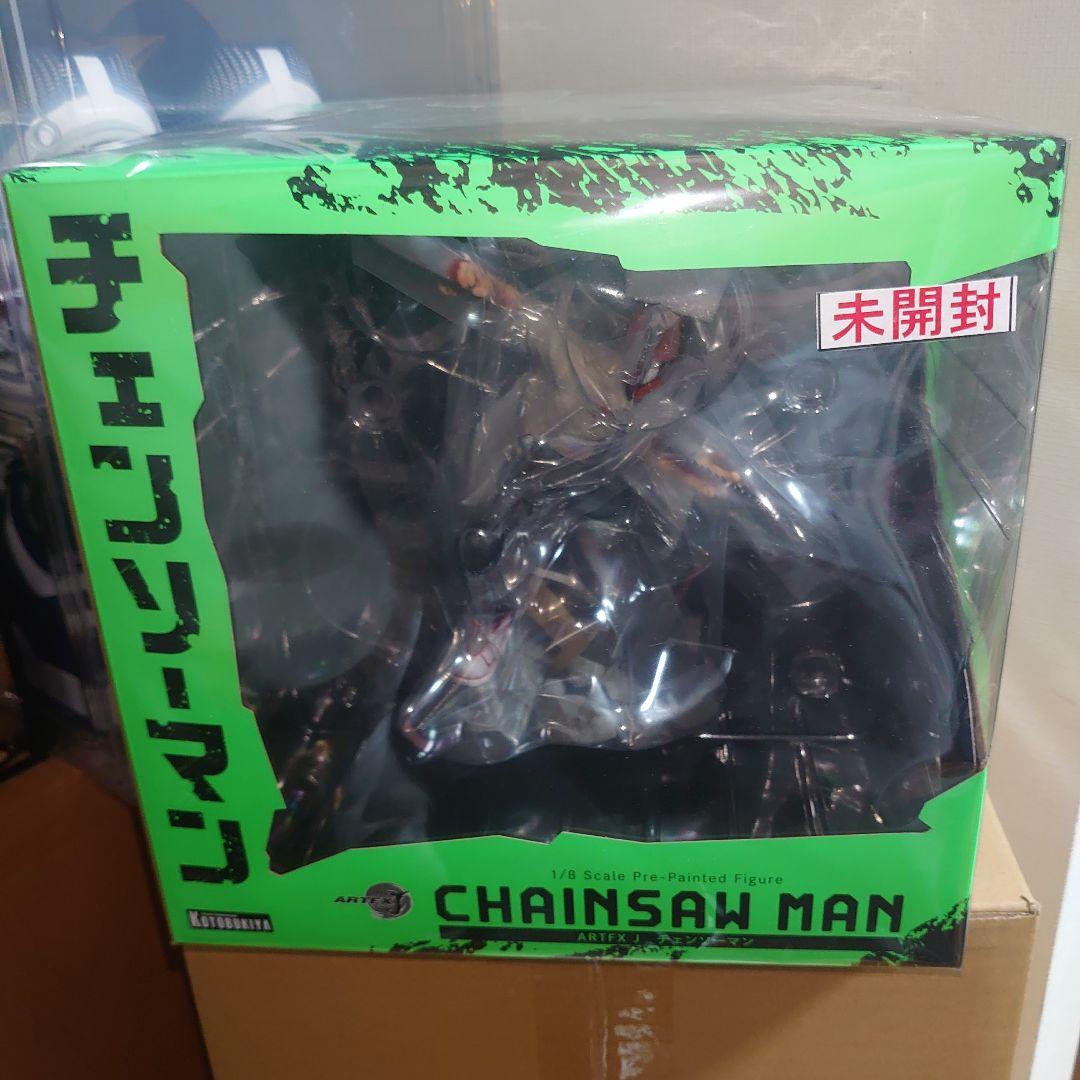 チェンソーマン
未開封
1/8 Scale Pre-Painted Figure
ARTFX J
CHAINSAW MAN
KOTOBUKIYA
ARTFX J チェンソーマン